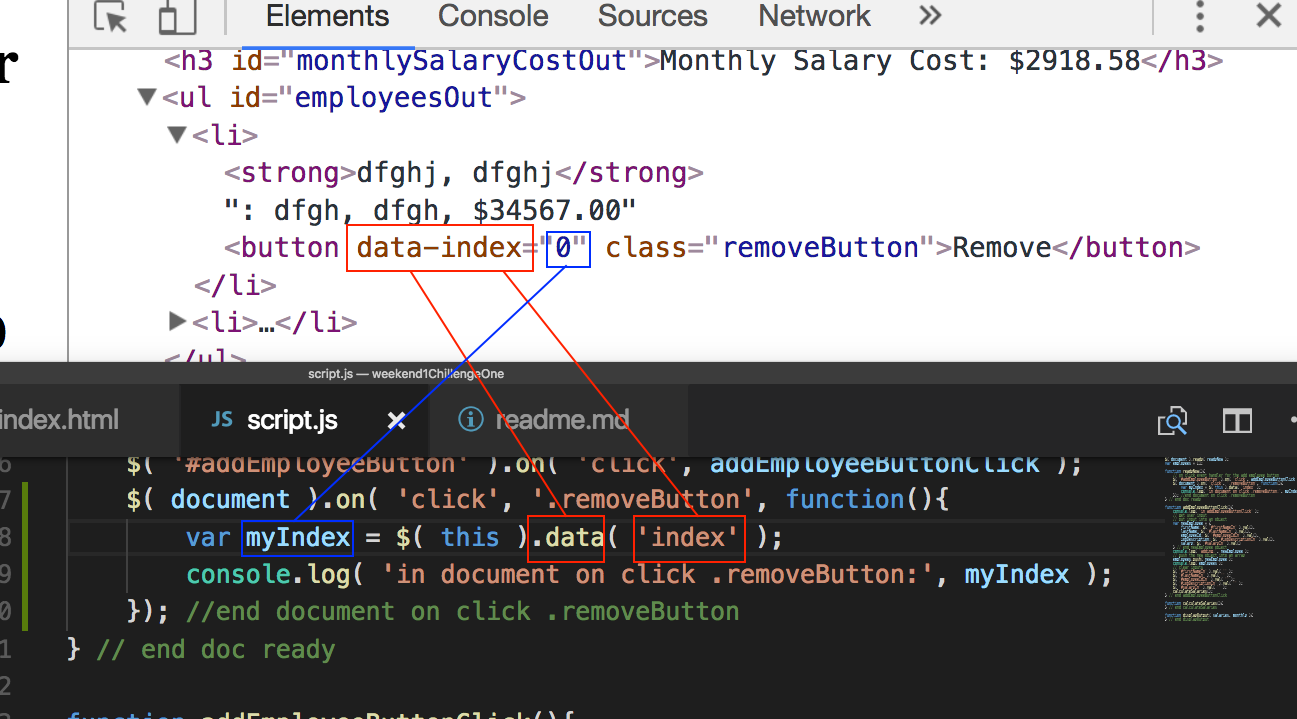 r
Elements Console Sources Network »
<h3 id="monthlySalaryCostOut">Monthly Salary Cost: $2918.58</h3>
▼<ul id="employeesOut">
▼<li>
<strong>dfghj, dfghj</strong>
": dfgh, dfgh, $34567.00"
<button data-index="0" class="removeButton">Remove</button>
</li>
▶<li>…</li>
</ul>
script.js — weekend1ChillengeOne
index.html JS script.js × readme.md
6 $( '#addEmployeeButton' ).on( 'click', addEmployeeButtonClick );
7 $( document ).on( 'click', '.removeButton', function(){
8 var myIndex = $( this ).data( 'index' );
9 console.log( 'in document on click .removeButton:', myIndex );
0 }); //end document on click .removeButton
1 } // end doc ready
2
function addEmployeeButtonClick(){